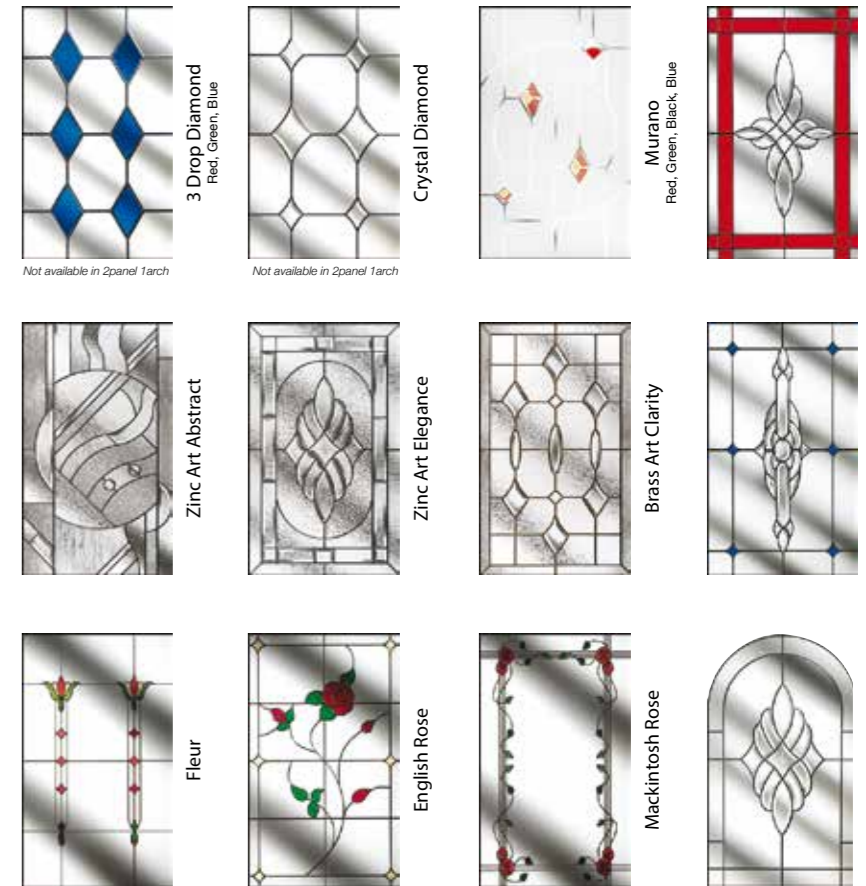 3 Drop Diamond
Red, Green, Blue
Not available in 2panel 1arch
Crystal Diamond
Not available in 2panel 1arch
Murano
Red, Green, Black, Blue
Zinc Art Abstract
Zinc Art Elegance
Brass Art Clarity
Fleur
English Rose
Mackintosh Rose